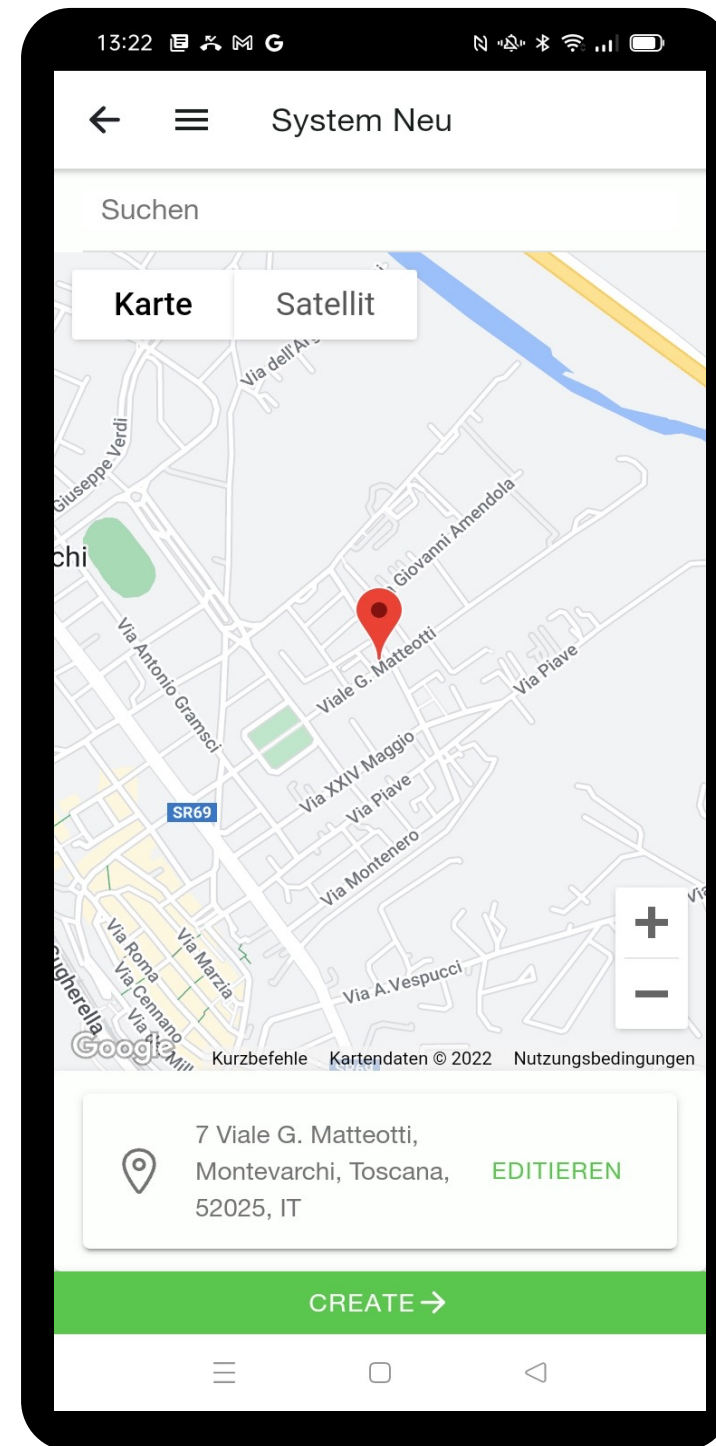 13:22
System Neu
Suchen
Karte
Satellit
Via dell'Ar
Giuseppe Verdi
chi
Giovanni Amendola
Viale G. Matteotti
Via Piave
Via Antonio Gramsci
Via XXIV Maggio
Via Piave
SR69
Via Montenero
Via Roma
Via Marzia
Via Cennano
Via A.Vespucci
Google
Kurzbefehle
Kartendaten © 2022
Nutzungsbedingungen
7 Viale G. Matteotti,
Montevarchi, Toscana,
52025, IT
EDITIEREN
CREATE